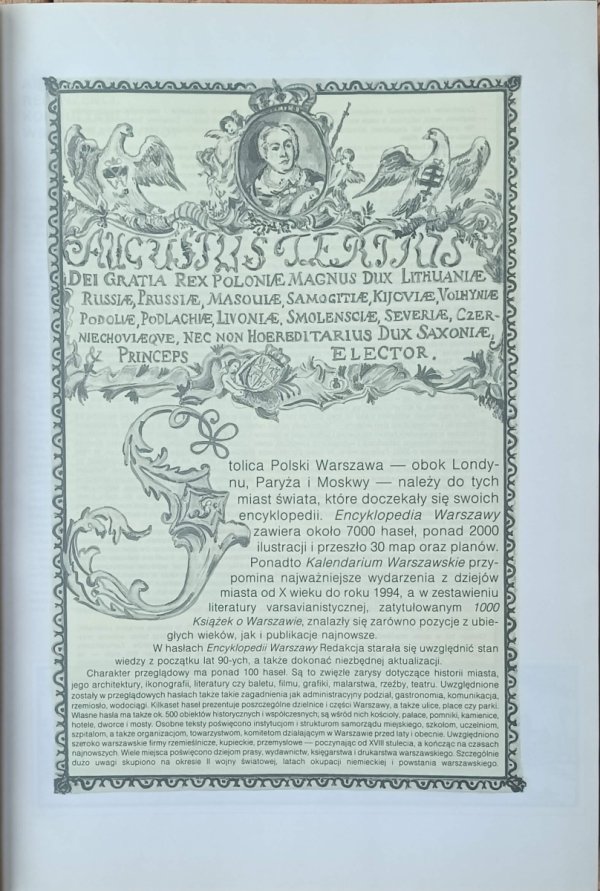 AUGUSTUS TERTIUS
DEI GRATIA REX POLONIÆ MAGNUS DUX LITHUANIÆ
RUSSIÆ, PRUSSIÆ, MASOUIÆ, SAMOGITIÆ, KIJOVIÆ, VOLHYNIÆ
PODOLIÆ, PODLACHIÆ, LIVONIÆ, SMOLENSCIÆ, SEVERIÆ, CZER-
NIECHOVIÆQVE, NEC NON HOEREDITARIUS DUX SAXONIÆ,
& PRINCEPS ELECTOR.
Stolica Polski Warszawa — obok Londy-
nu, Paryża i Moskwy — należy do tych
miast świata, które doczekały się swoich
encyklopedii. Encyklopedia Warszawy
zawiera około 7000 haseł, ponad 2000
ilustracji i przeszło 30 map oraz planów.
Ponadto Kalendarium Warszawskie przy-
pomina najważniejsze wydarzenia z dziejów
miasta od X wieku do roku 1994, a w zestawieniu
literatury varsavianistycznej, zatytułowanym 1000
Książek o Warszawie, znalazły się zarówno pozycje z ubie-
głych wieków, jak i publikacje najnowsze.
W hasłach Encyklopedii Warszawy Redakcja starała się uwzględnić stan
wiedzy z początku lat 90-ych, a także dokonać niezbędnej aktualizacji.
Charakter przeglądowy ma ponad 100 haseł. Są to zwięzłe zarysy dotyczące historii miasta,
jego architektury, ikonografii, literatury czy baletu, filmu, grafiki, malarstwa, rzeźby, teatru. Uwzględnione
zostały w przeglądowych hasłach także takie zagadnienia jak administracyjny podział, gastronomia, komunikacja,
rzemiosło, wodociągi. Kilkaset haseł prezentuje poszczególne dzielnice i części Warszawy, a także ulice, place czy parki.
Własne hasła ma także ok. 500 obiektów historycznych i współczesnych; są wśród nich kościoły, pałace, pomniki, kamienice,
hotele, dworce i mosty. Osobne teksty poświęcono instytucjom i strukturom samorządu miejskiego, szkołom, uczelniom,
szpitalom, a także organizacjom, towarzystwom, komitetom działającym w Warszawie przed laty i obecnie. Uwzględniono
szeroko warszawskie firmy rzemieślnicze, kupieckie, przemysłowe — poczynając od XVIII stulecia, a kończąc na czasach
najnowszych. Wiele miejsca poświęcono dziejom prasy, wydawnictw, księgarstwa i drukarstwa warszawskiego. Szczególnie
dużo uwagi skupiono na okresie II wojny światowej, latach okupacji niemieckiej i powstania warszawskiego.